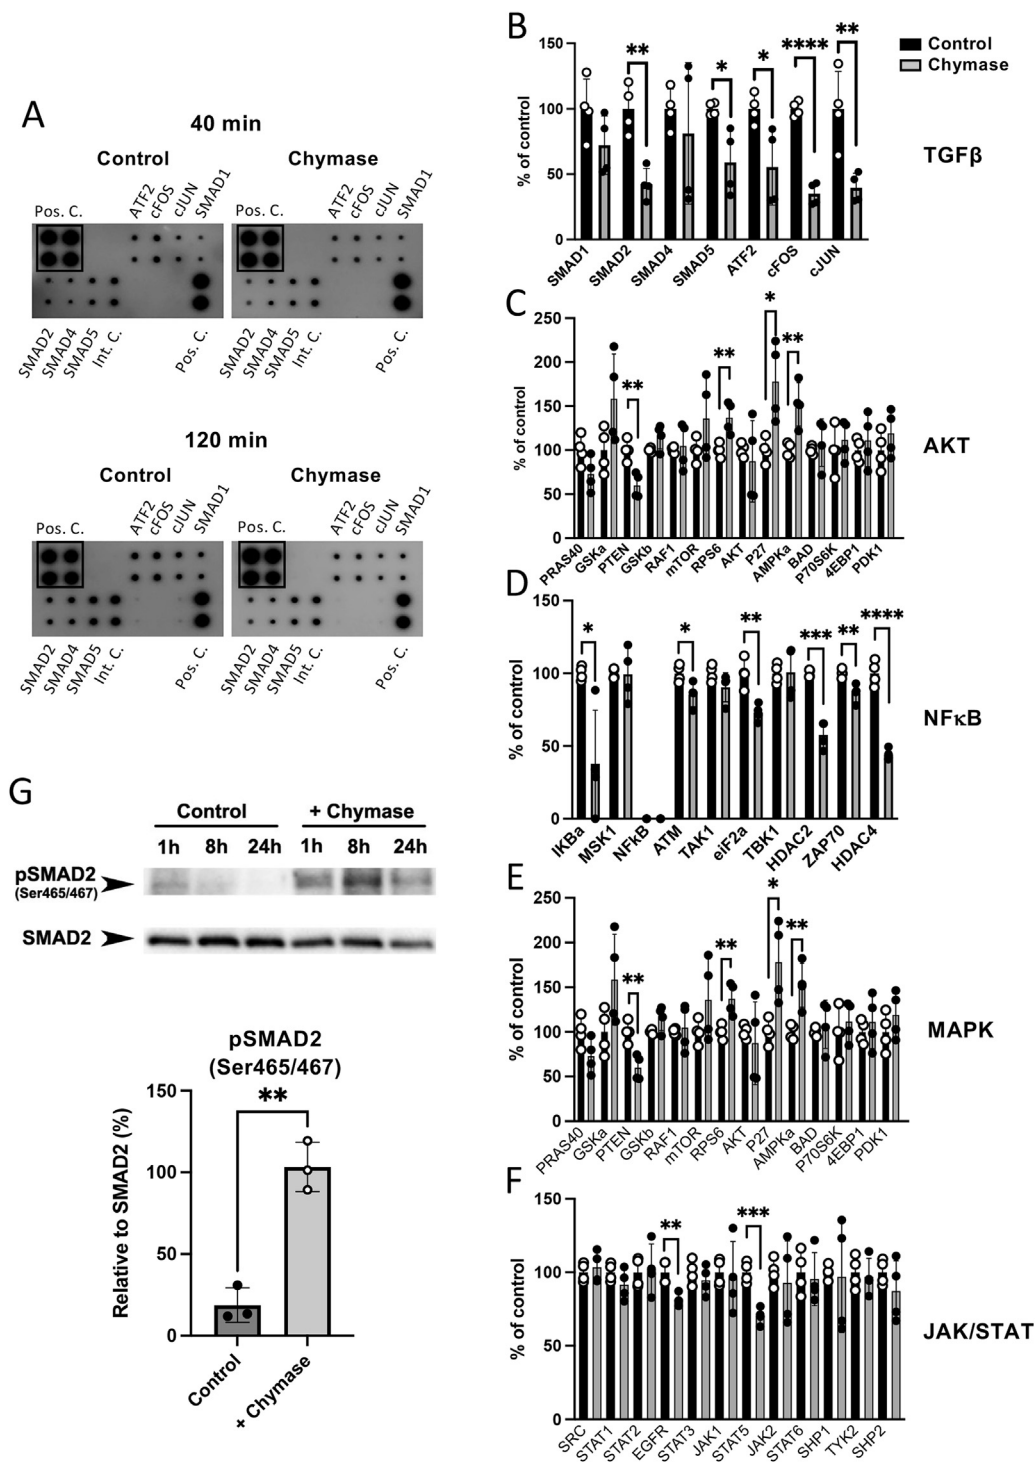 A
40 min
Control
Chymase
Pos. C.
ATF2
cFOS
cJUN
SMAD1
Pos. C.
ATF2
cFOS
cJUN
SMAD1
SMAD2
SMAD4
SMAD5
Int. C.
Pos. C.
SMAD2
SMAD4
SMAD5
Int. C.
Pos. C.
120 min
Control
Chymase
Pos. C.
ATF2
cFOS
cJUN
SMAD1
Pos. C.
ATF2
cFOS
cJUN
SMAD1
SMAD2
SMAD4
SMAD5
Int. C.
Pos. C.
SMAD2
SMAD4
SMAD5
Int. C.
Pos. C.
G
Control
+ Chymase
1h
8h
24h
1h
8h
24h
pSMAD2
(Ser465/467)
SMAD2
pSMAD2
(Ser465/467)
Relative to SMAD2 (%)
150
100
50
0
**
Control
+ Chymase
B
Control
Chymase
% of control
150
100
50
0
**
*
*
****
**
SMAD1
SMAD2
SMAD4
SMAD5
ATF2
cFOS
cJUN
TGFβ
C
% of control
250
200
150
100
50
0
**
**
*
**
PRAS40
GSKa
PTEN
GSKb
RAF1
mTOR
RPS6
AKT
P27
AMPKa
BAD
P70S6K
4EBP1
PDK1
AKT
D
% of control
150
100
50
0
*
*
**
***
**
****
IKBa
MSK1
NFkB
ATM
TAK1
eiF2a
TBK1
HDAC2
ZAP70
HDAC4
NFκB
E
% of control
250
200
150
100
50
0
**
**
*
**
PRAS40
GSKa
PTEN
GSKb
RAF1
mTOR
RPS6
AKT
P27
AMPKa
BAD
P70S6K
4EBP1
PDK1
MAPK
F
% of control
150
100
50
0
**
***
SRC
STAT1
STAT2
EGFR
STAT3
JAK1
STAT5
JAK2
STAT6
SHP1
TYK2
SHP2
JAK/STAT